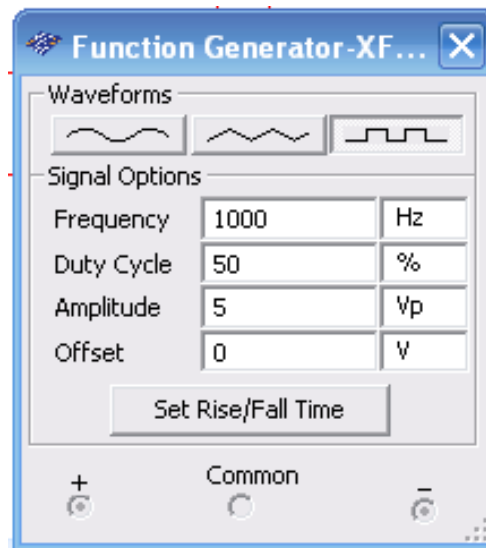 Function Generator-XF...
Waveforms
Signal Options
Frequency 1000 Hz
Duty Cycle 50 %
Amplitude 5 Vp
Offset 0 V
Set Rise/Fall Time
+ Common −